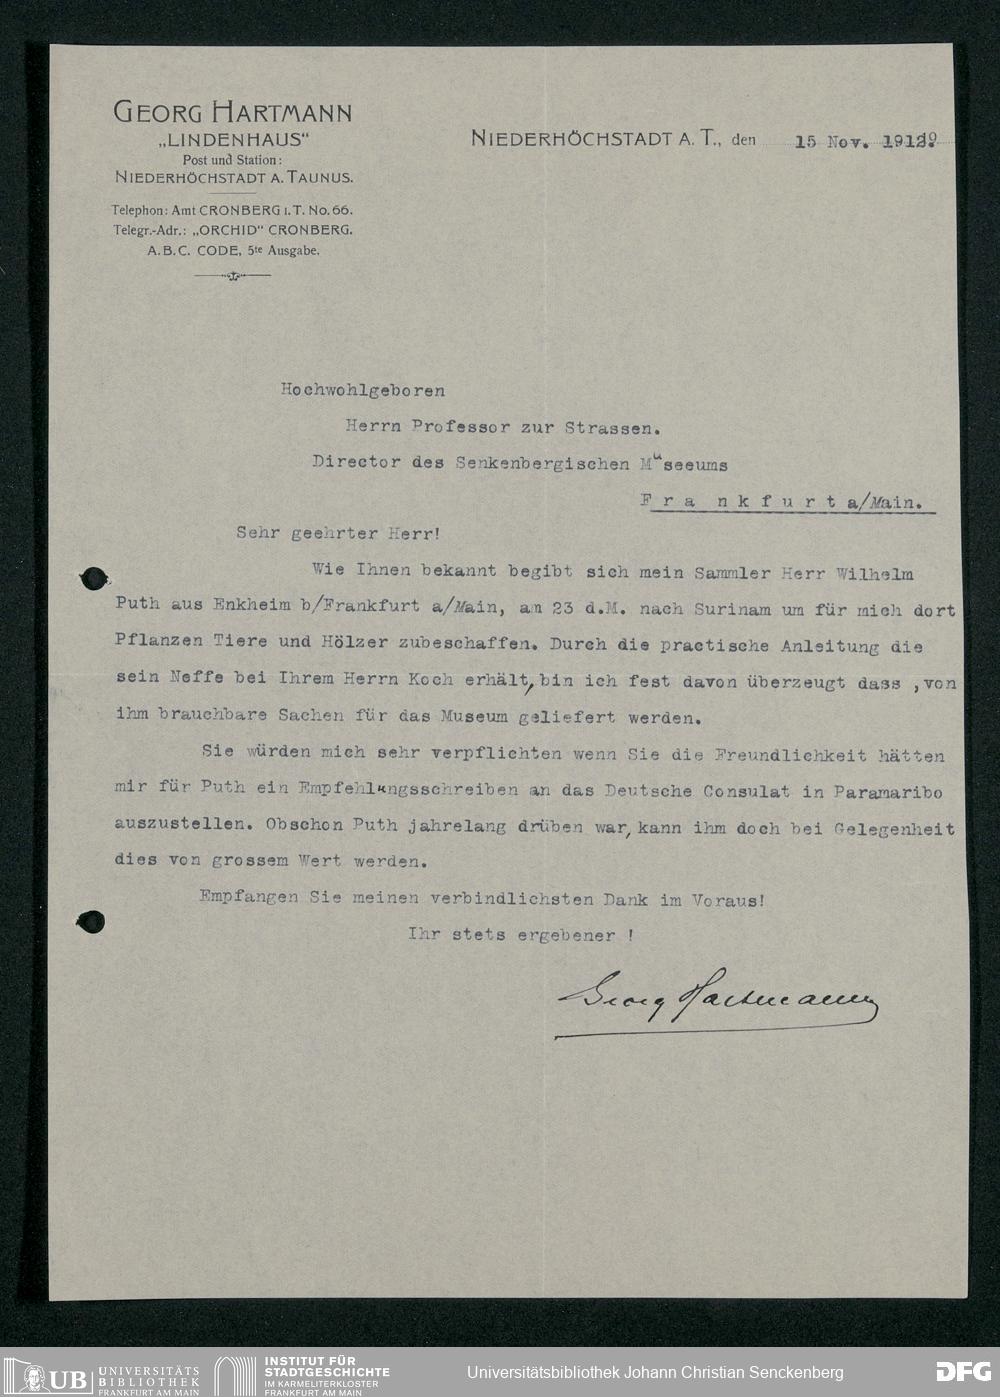 GEORG HARTMANN
„LINDENHAUS“
Post und Station:
NIEDERHÖCHSTADT A. TAUNUS.
Telephon: Amt CRONBERG I. T. No. 66.
Telegr.-Adr.: „ORCHID“ CRONBERG.
A. B. C. CODE, 5te Ausgabe.
NIEDERHÖCHSTADT A. T., den 15 Nov.
Hochwohlgeboren
Herrn Professor zur Strassen.
Director des Senkenbergischen Museeums
F r a n k f u r t a/Main.
Sehr geehrter Herr!
Wie Ihnen bekannt begibt sich mein Sammler Herr Wilhelm
Puth aus Enkheim b/Frankfurt a/Main, am 23 d.M. nach Surinam um für mich dort
Pflanzen Tiere und Hölzer zubeschaffen. Durch die practische Anleitung die
sein Neffe bei Ihrem Herrn Koch erhält, bin ich fest davon überzeugt dass ,von
ihm brauchbare Sachen für das Museum geliefert werden.
Sie würden mich sehr verpflichten wenn Sie die Freundlichkeit hätten
mir für Puth ein Empfehlungsschreiben an das Deutsche Consulat in Paramaribo
auszustellen. Obschon Puth jahrelang drüben war, kann ihm doch bei Gelegenheit
dies von grossem Wert werden.
Empfangen Sie meinen verbindlichsten Dank im Voraus!
Ihr stets ergebener !
Georg Hartmann
UB UNIVERSITÄTS
BIBLIOTHEK
FRANKFURT AM MAIN
INSTITUT FÜR
STADTGESCHICHTE
IM KARMELITERKLOSTER
FRANKFURT AM MAIN
Universitätsbibliothek Johann Christian Senckenberg
DFG